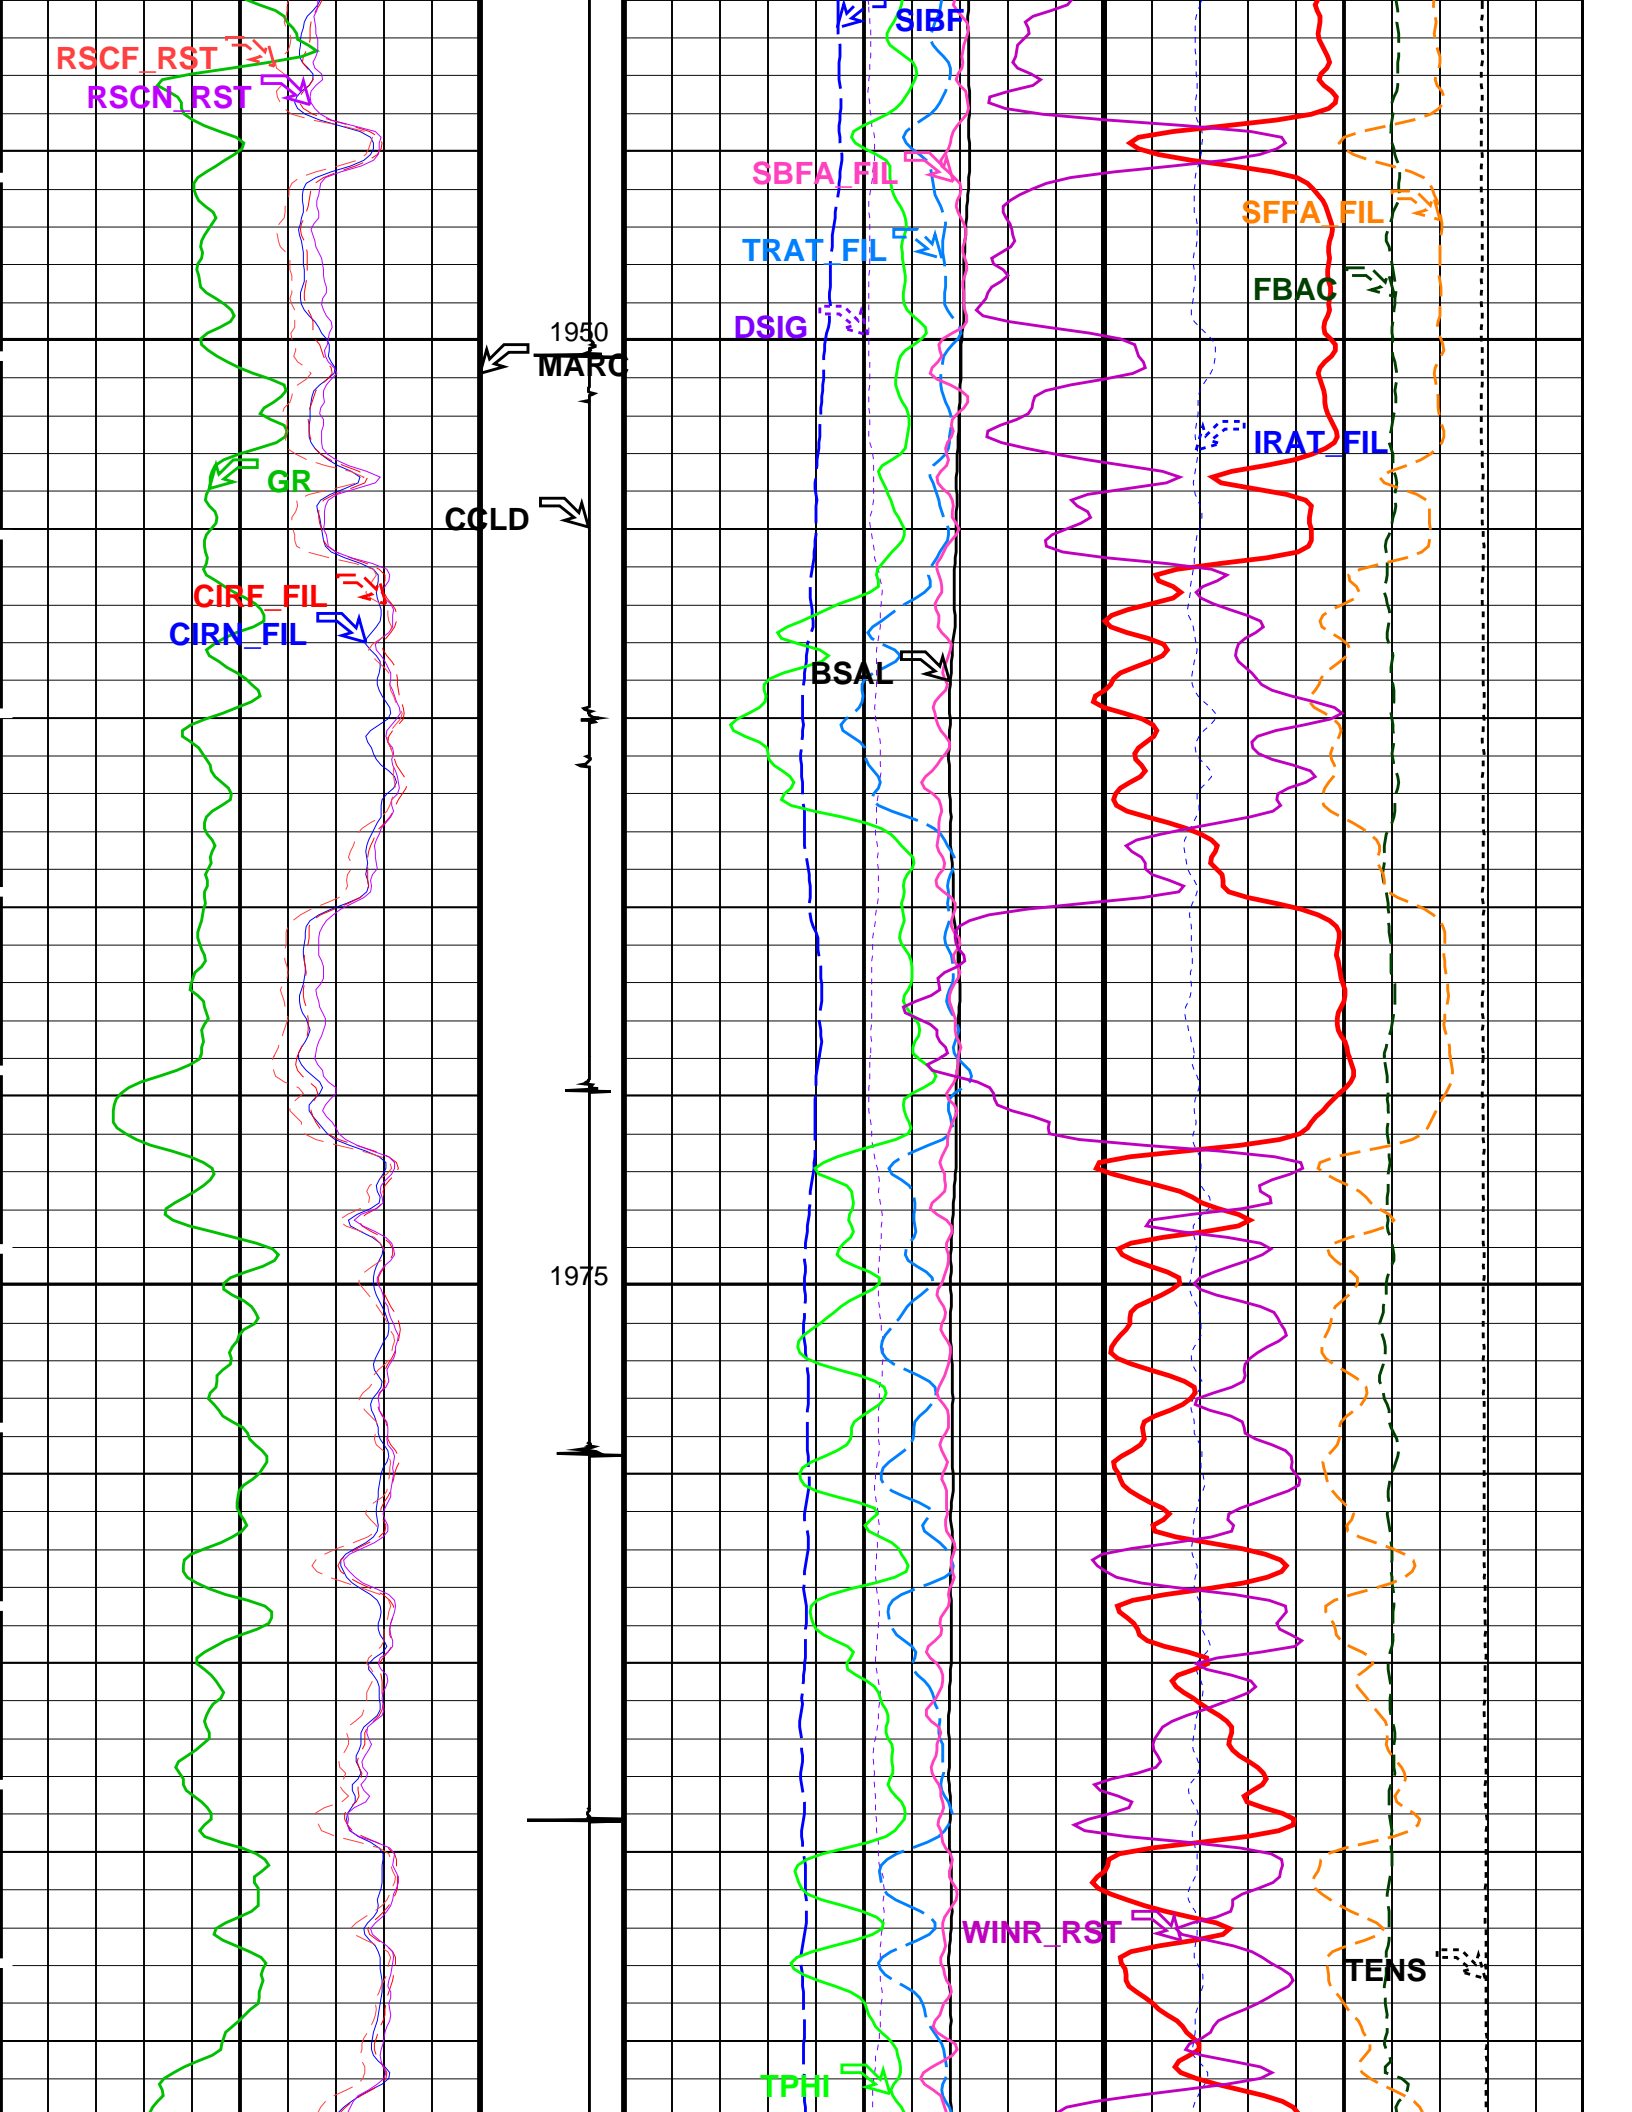 SIBF
RSCF_RST
RSCN_RST
SBFA_FIL
SFFA_FIL
TRAT_FIL
FBAC
DSIG
1950
MARC
IRAT_FIL
GR
CCLD
CIRF_FIL
CIRN_FIL
BSAL
1975
WINR_RST
TENS
TPHI